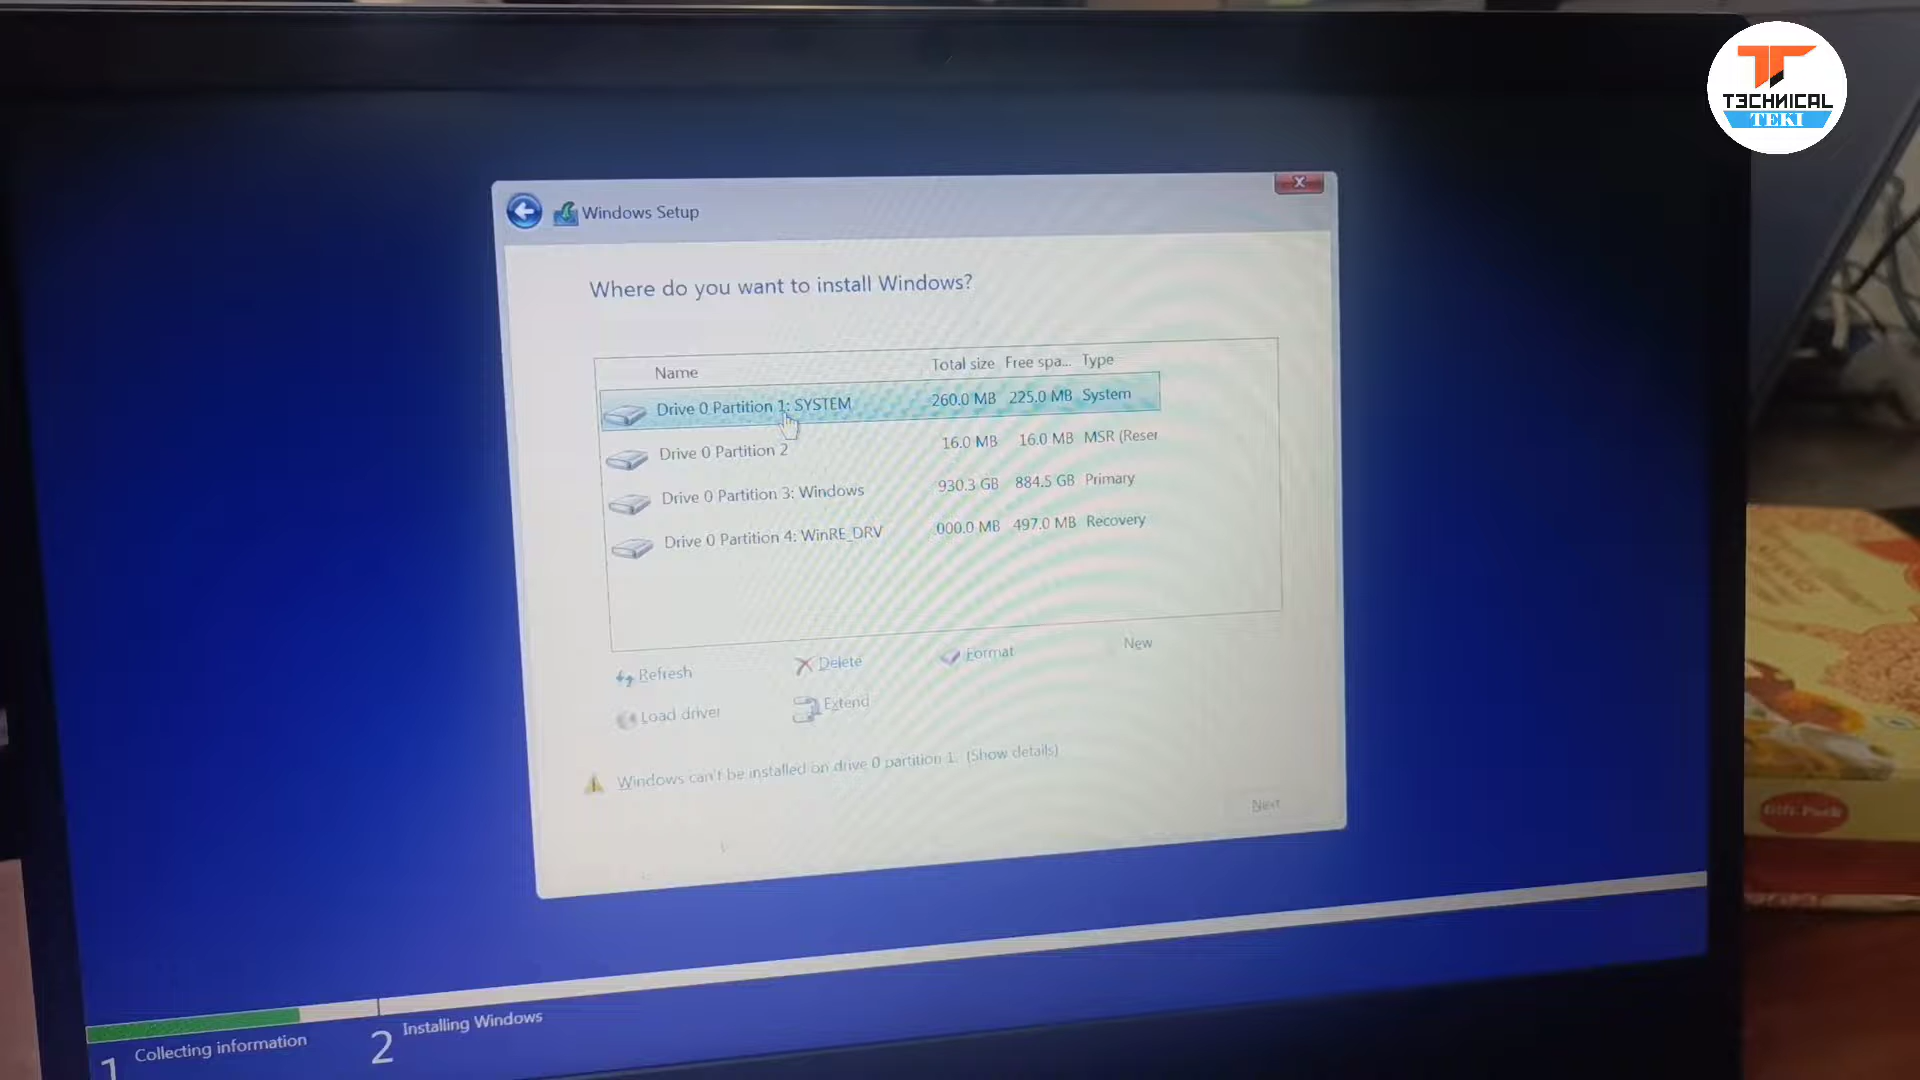 T3CHNICAL
TEKI
Windows Setup
Where do you want to install Windows?
Name Total size Free spa... Type
Drive 0 Partition 1: SYSTEM 260.0 MB 225.0 MB System
Drive 0 Partition 2 16.0 MB 16.0 MB MSR (Reser
Drive 0 Partition 3: Windows 930.3 GB 884.5 GB Primary
Drive 0 Partition 4: WinRE_DRV 000.0 MB 497.0 MB Recovery
Refresh Delete Format New
Load driver Extend
Windows can't be installed on drive 0 partition 1. (Show details)
Next
1 Collecting information 2 Installing Windows
Gift Pack